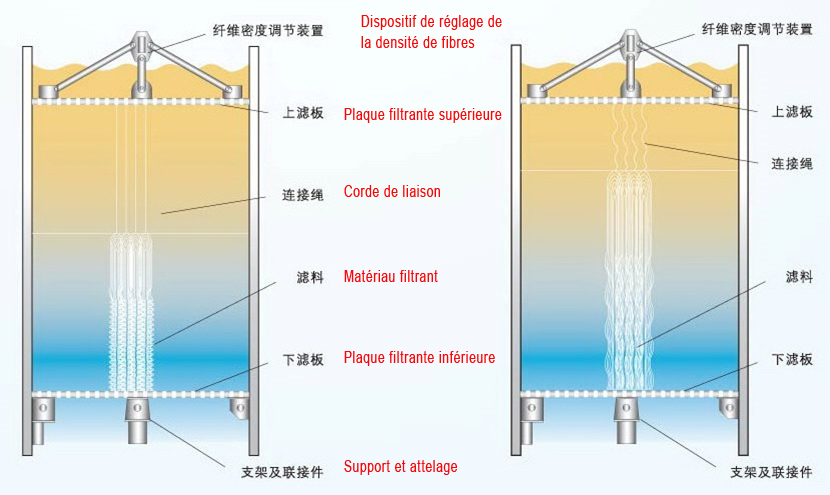 纤维密度调节装置
Dispositif de réglage de
la densité de fibres
纤维密度调节装置
上滤板
Plaque filtrante supérieure
上滤板
连接绳
连接绳
Corde de liaison
滤料
Matériau filtrant
滤料
下滤板
Plaque filtrante inférieure
下滤板
支架及联接件
Support et attelage
支架及联接件